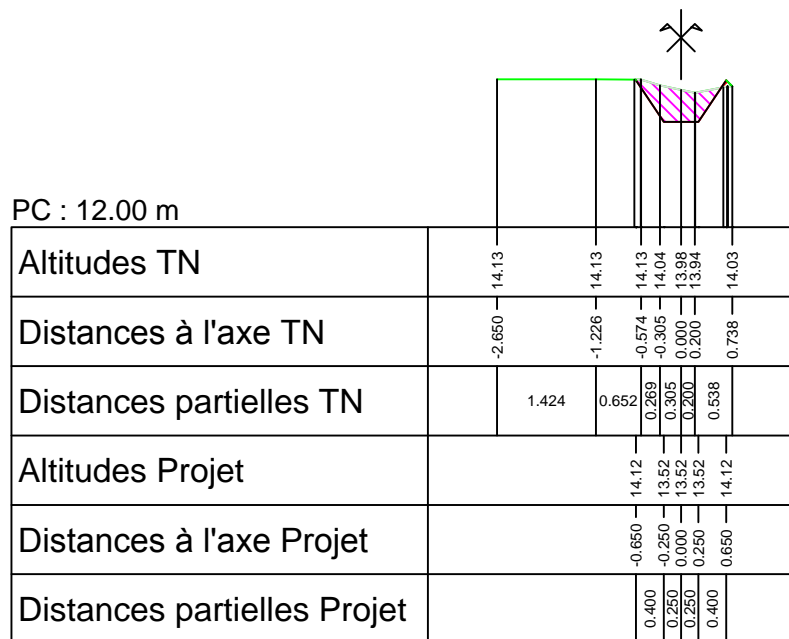 PC : 12.00 m
Altitudes TN 14.13 14.13 14.13 14.04 13.98 13.94 14.03
Distances à l'axe TN -2.650 -1.226 -0.574 -0.305 0.000 0.200 0.738
Distances partielles TN 1.424 0.652 0.269 0.305 0.200 0.538
Altitudes Projet 14.12 13.52 13.52 13.52 14.12
Distances à l'axe Projet -0.650 -0.250 0.000 0.250 0.650
Distances partielles Projet 0.400 0.250 0.250 0.400